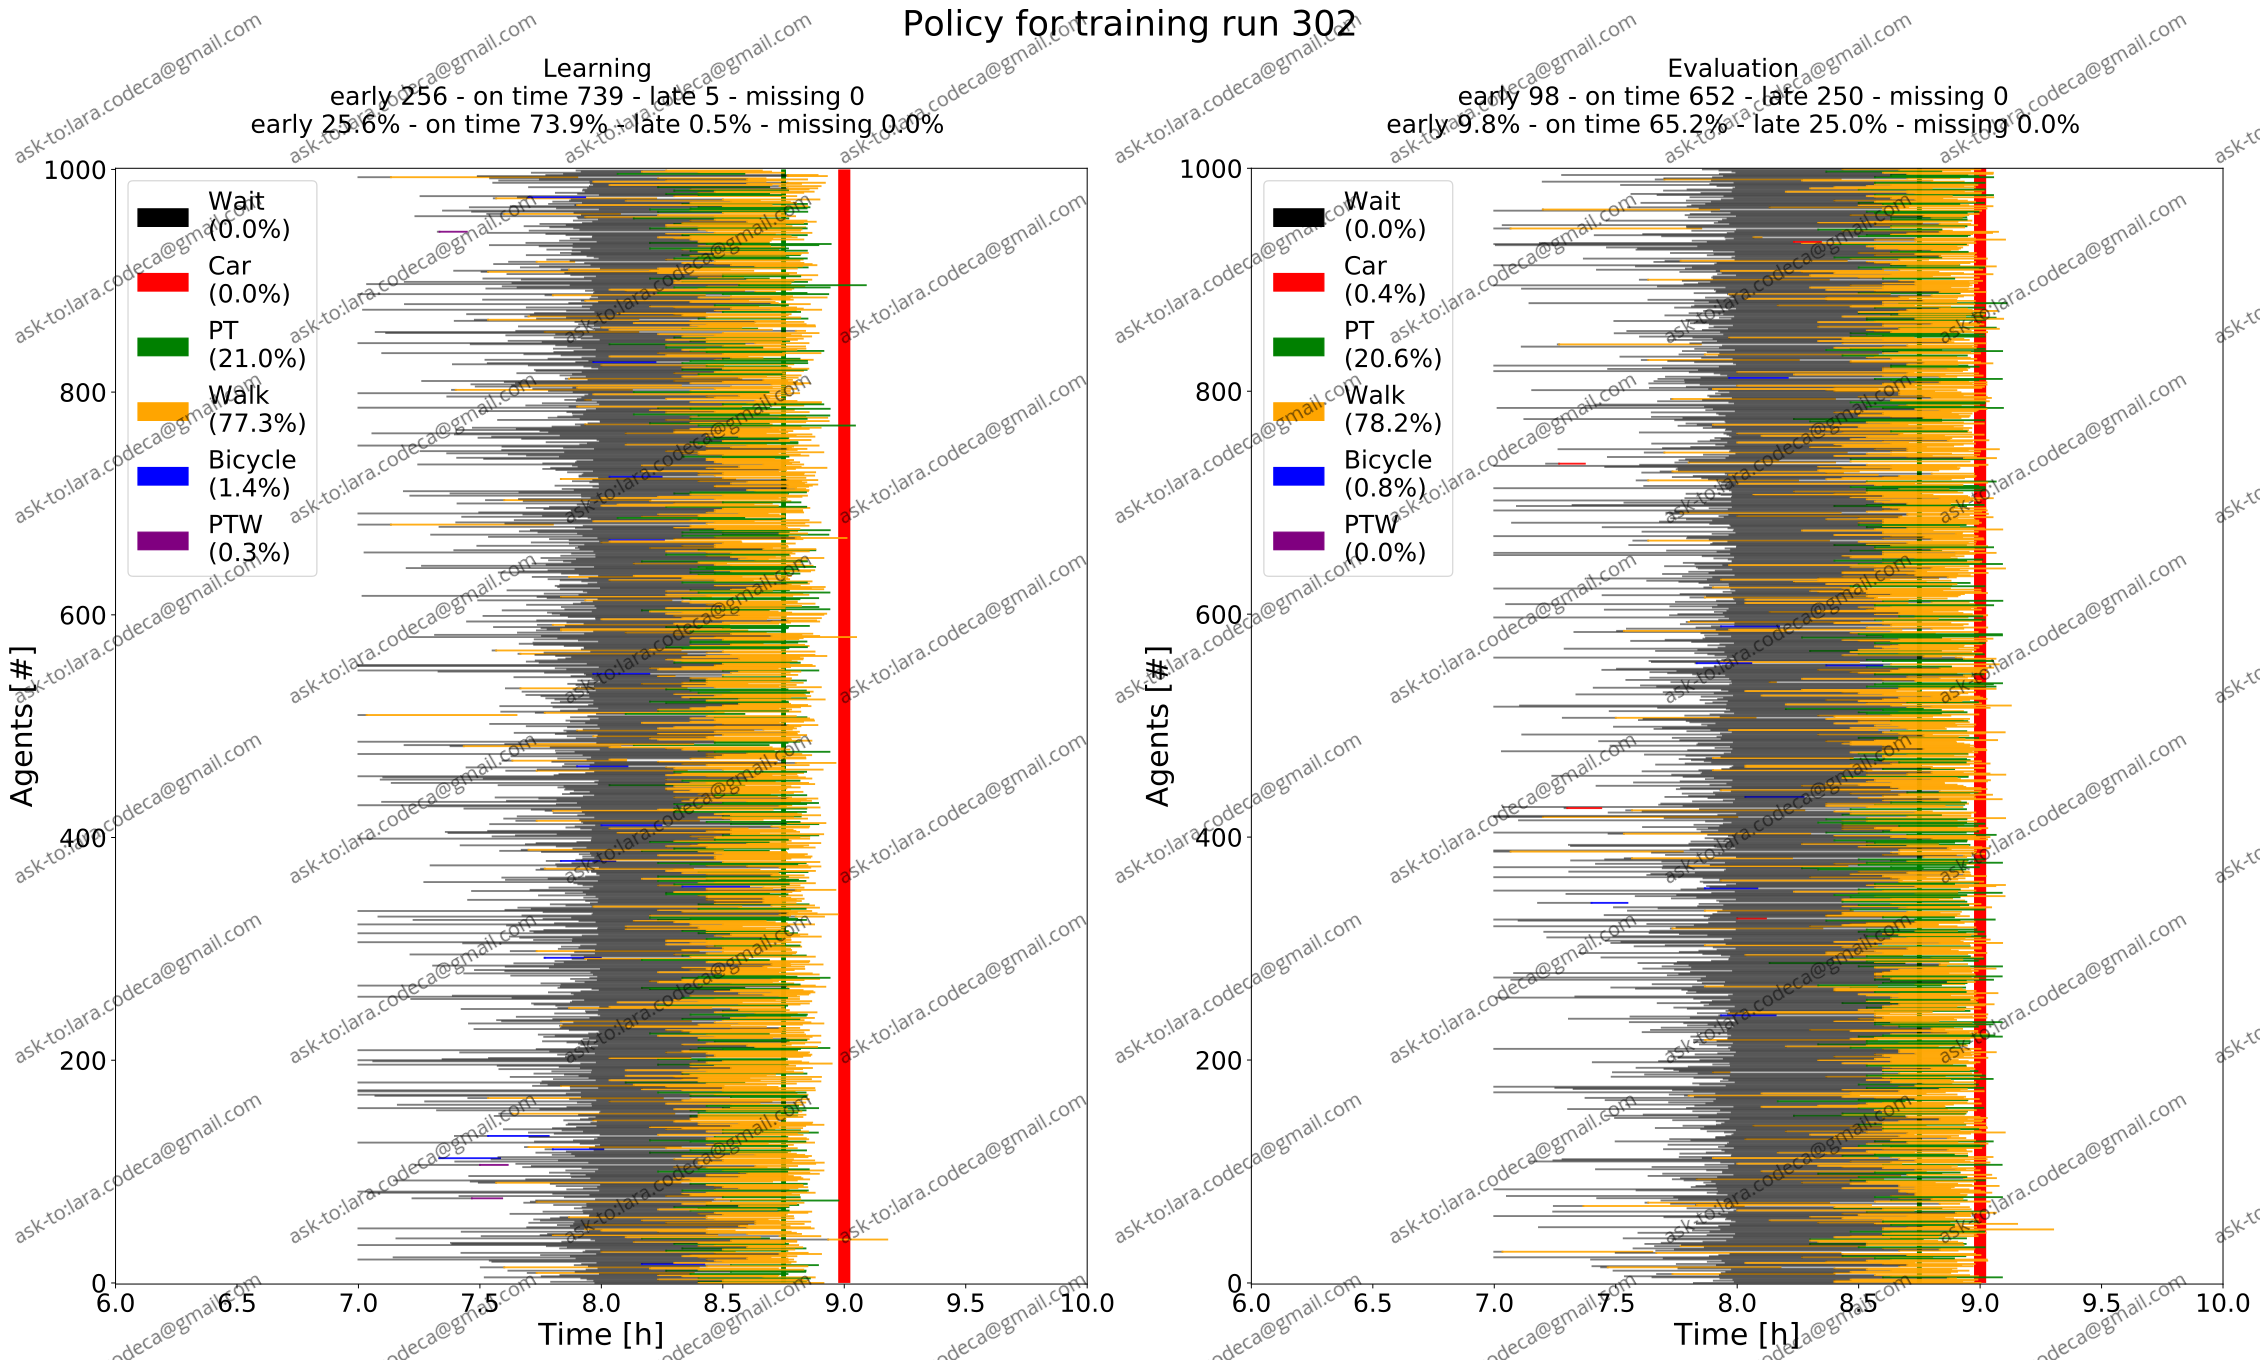 Policy for training run 302
Learning
early 256 - on time 739 - late 5 - missing 0
early 25.6% - on time 73.9% - late 0.5% - missing 0.0%
Wait
(0.0%)
Car
(0.0%)
PT
(21.0%)
Walk
(77.3%)
Bicycle
(1.4%)
PTW
(0.3%)
Agents [#]
1000
800
600
400
200
0
6.0 6.5 7.0 7.5 8.0 8.5 9.0 9.5 10.0
Time [h]
Evaluation
early 98 - on time 652 - late 250 - missing 0
early 9.8% - on time 65.2% - late 25.0% - missing 0.0%
Wait
(0.0%)
Car
(0.4%)
PT
(20.6%)
Walk
(78.2%)
Bicycle
(0.8%)
PTW
(0.0%)
Agents [#]
1000
800
600
400
200
0
6.0 6.5 7.0 7.5 8.0 8.5 9.0 9.5 10.0
Time [h]
ask-to:lara.codeca@gmail.com